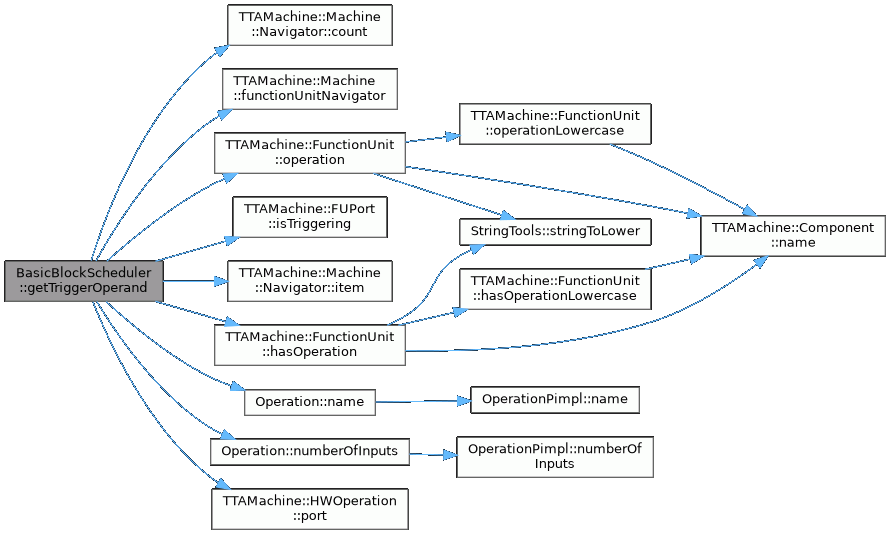 TTAMachine::Machine
::Navigator::count
TTAMachine::Machine
::functionUnitNavigator
TTAMachine::FunctionUnit
::operation
TTAMachine::FUPort
::isTriggering
BasicBlockScheduler
::getTriggerOperand
TTAMachine::Machine
::Navigator::item
TTAMachine::FunctionUnit
::hasOperation
Operation::name
Operation::numberOfInputs
TTAMachine::HWOperation
::port
TTAMachine::FunctionUnit
::operationLowercase
StringTools::stringToLower
TTAMachine::FunctionUnit
::hasOperationLowercase
OperationPimpl::name
OperationPimpl::numberOf
Inputs
TTAMachine::Component
::name